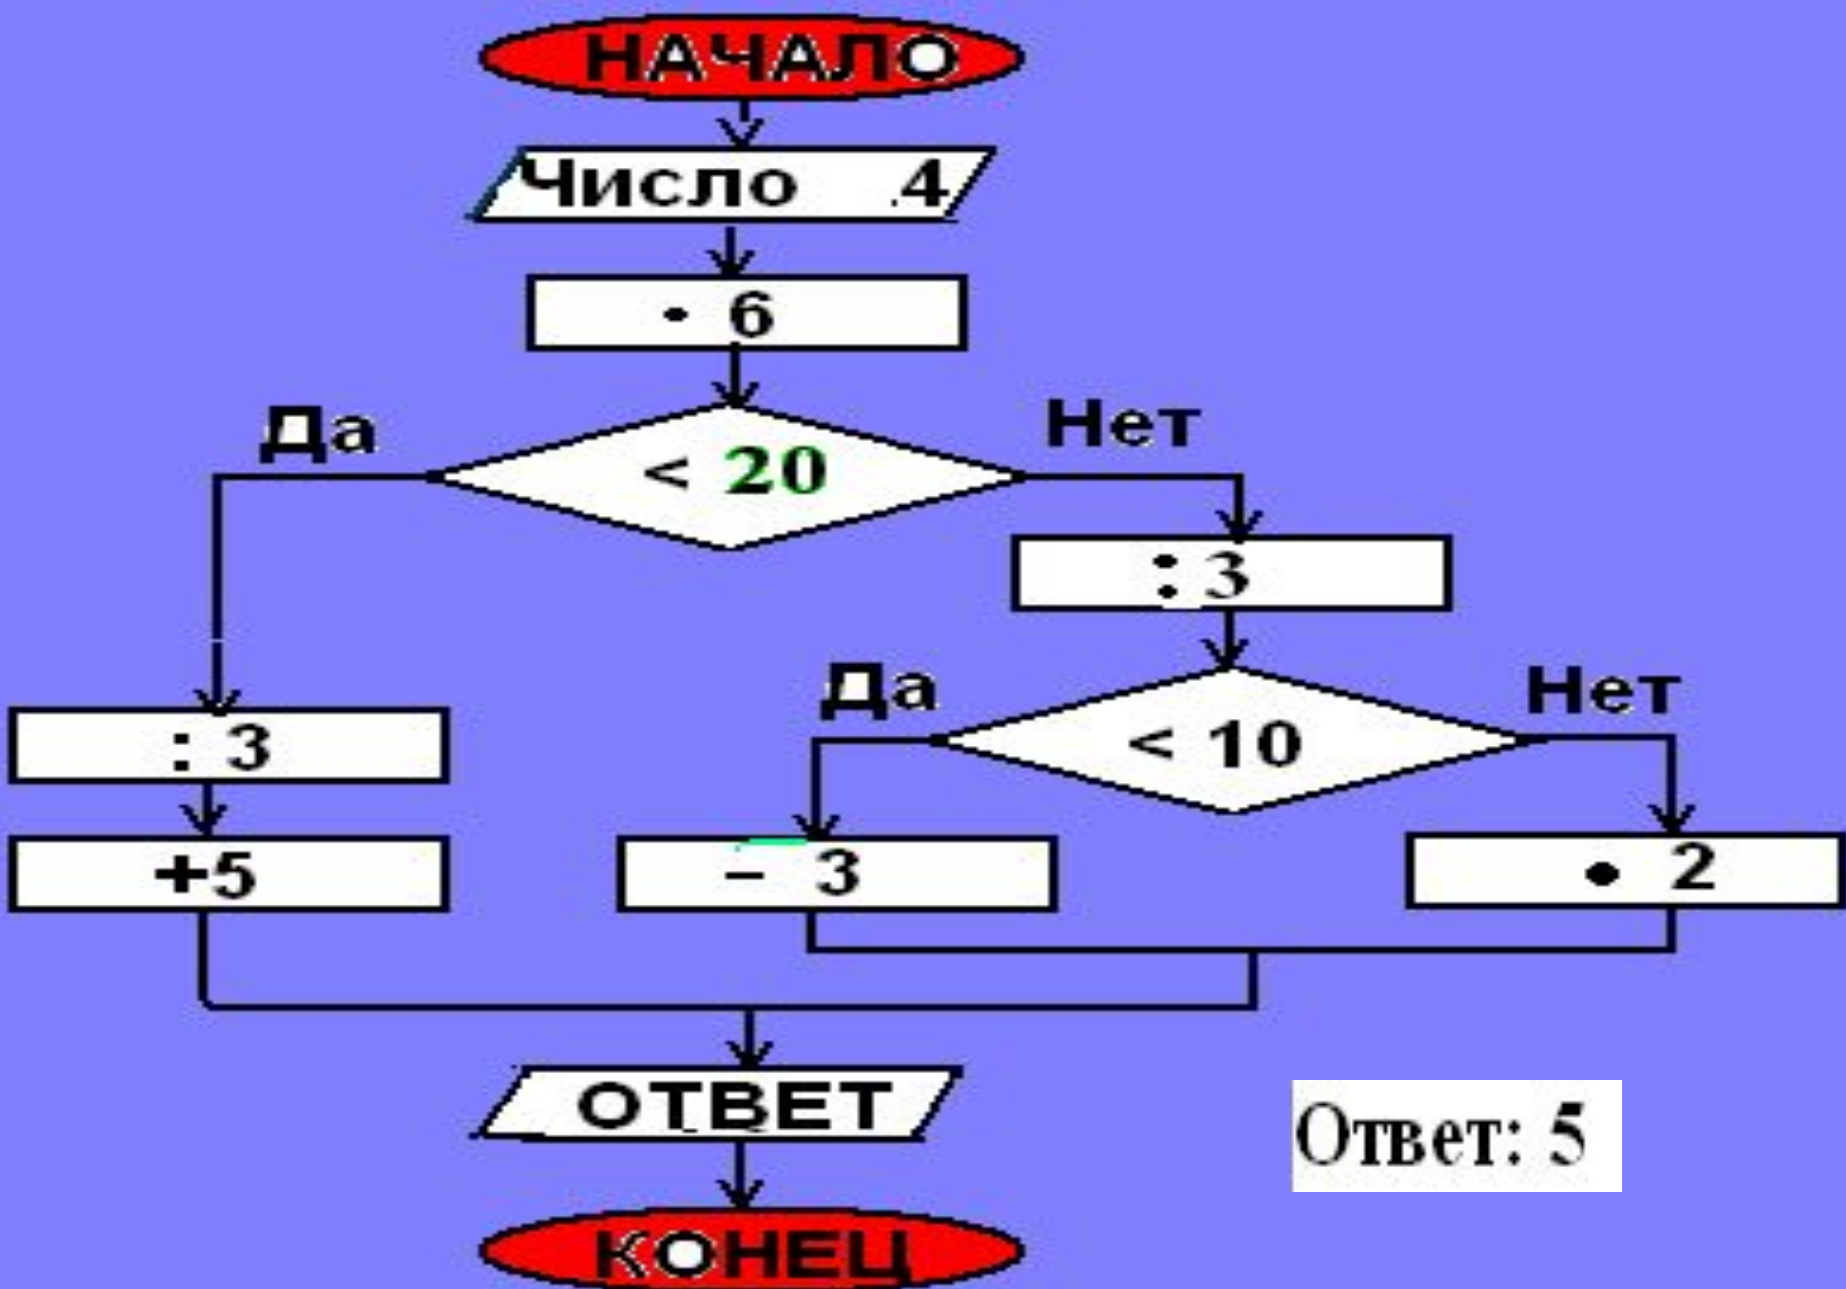 НАЧАЛО
Число .4
• 6
Да
Нет
< 20
: 3
Да
Нет
: 3
< 10
+5
– 3
• 2
ОТВЕТ
Ответ: 5
КОНЕЦ